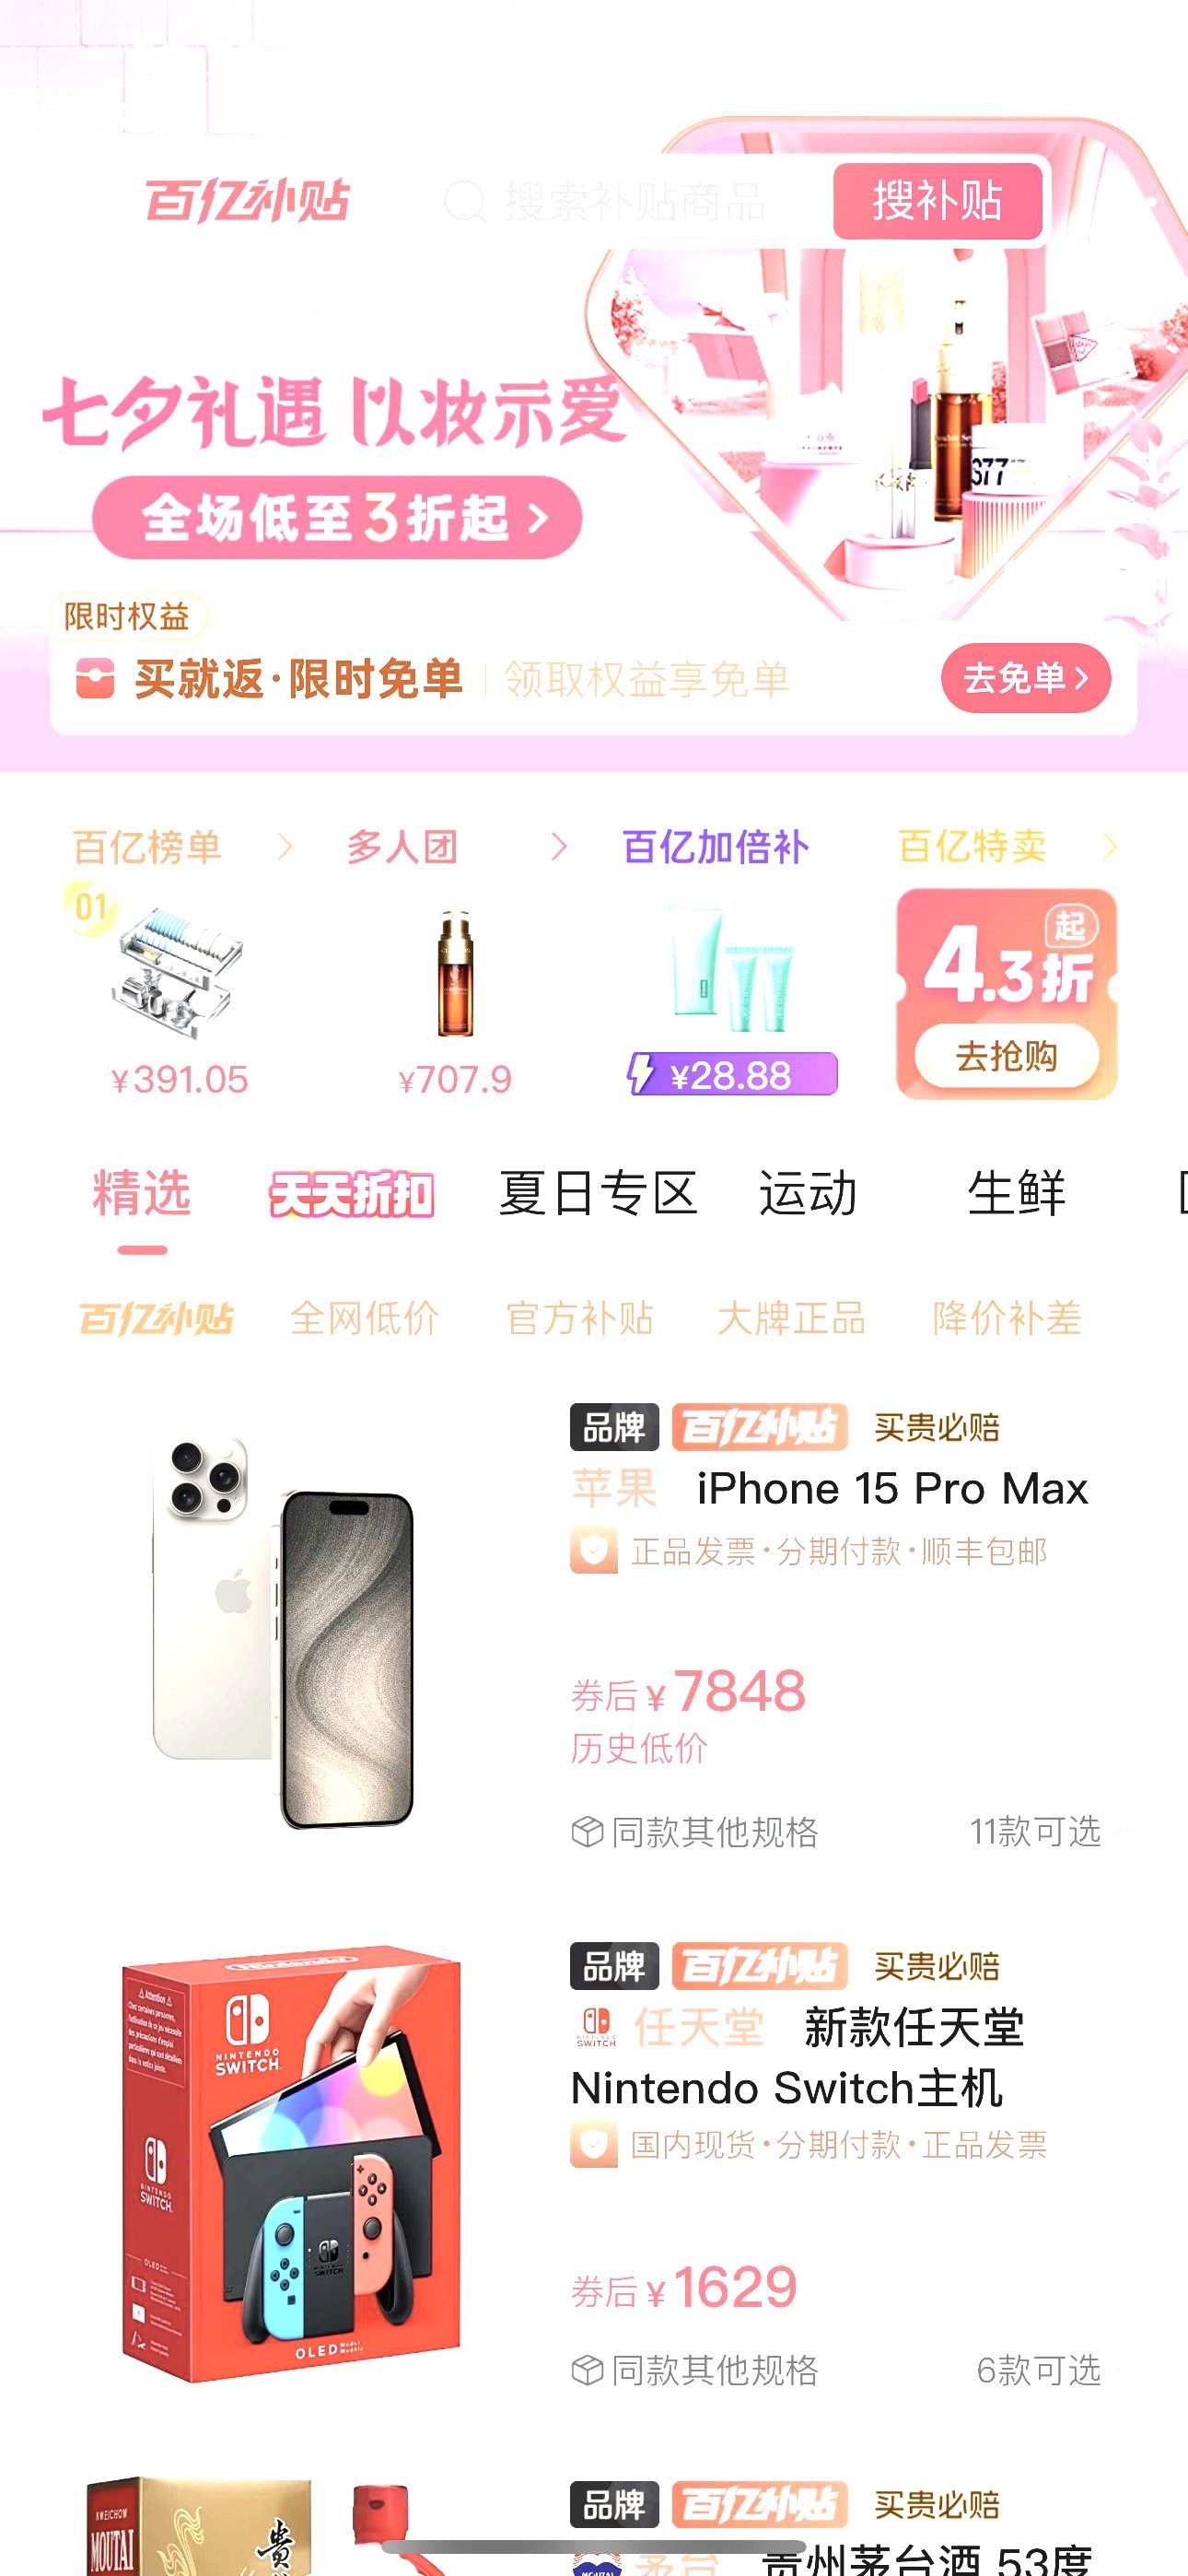 百亿补贴
搜索补贴商品
搜补贴
七夕礼遇 以妆示爱
全场低至3折起
限时权益
买就返·限时免单
领取权益享免单
去免单
百亿榜单
多人团
百亿加倍补
百亿特卖
01
4.3折
起
去抢购
¥391.05
¥707.9
¥28.88
精选
天天折扣
夏日专区
运动
生鲜
百亿补贴
全网低价
官方补贴
大牌正品
降价补差
品牌
百亿补贴
买贵必赔
苹果 iPhone 15 Pro Max
正品发票·分期付款·顺丰包邮
券后¥7848
历史低价
同款其他规格
11款可选
NINTENDO
SWITCH
NINTENDO
SWITCH
OLED
品牌
百亿补贴
买贵必赔
任天堂 新款任天堂
Nintendo Switch主机
国内现货·分期付款·正品发票
券后¥1629
同款其他规格
6款可选
KWEICHOW
MOUTAI
贵
品牌
百亿补贴
买贵必赔
茅台 贵州茅台酒 53度